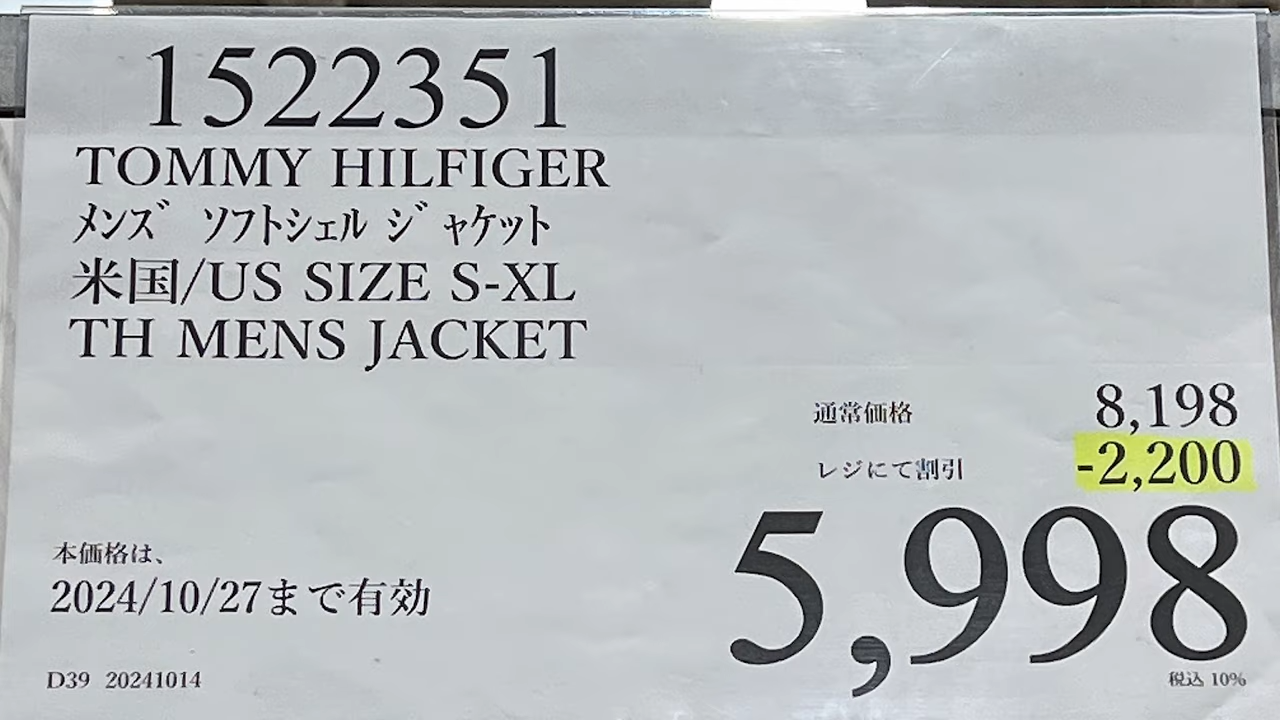 1522351
TOMMY HILFIGER
ﾒﾝｽﾞ ｿﾌﾄｼｪﾙ ｼﾞｬｹｯﾄ
米国/US SIZE S-XL
TH MENS JACKET
通常価格 8,198
レジにて割引 -2,200
5,998
本価格は、
2024/10/27まで有効
D39 20241014
税込 10%